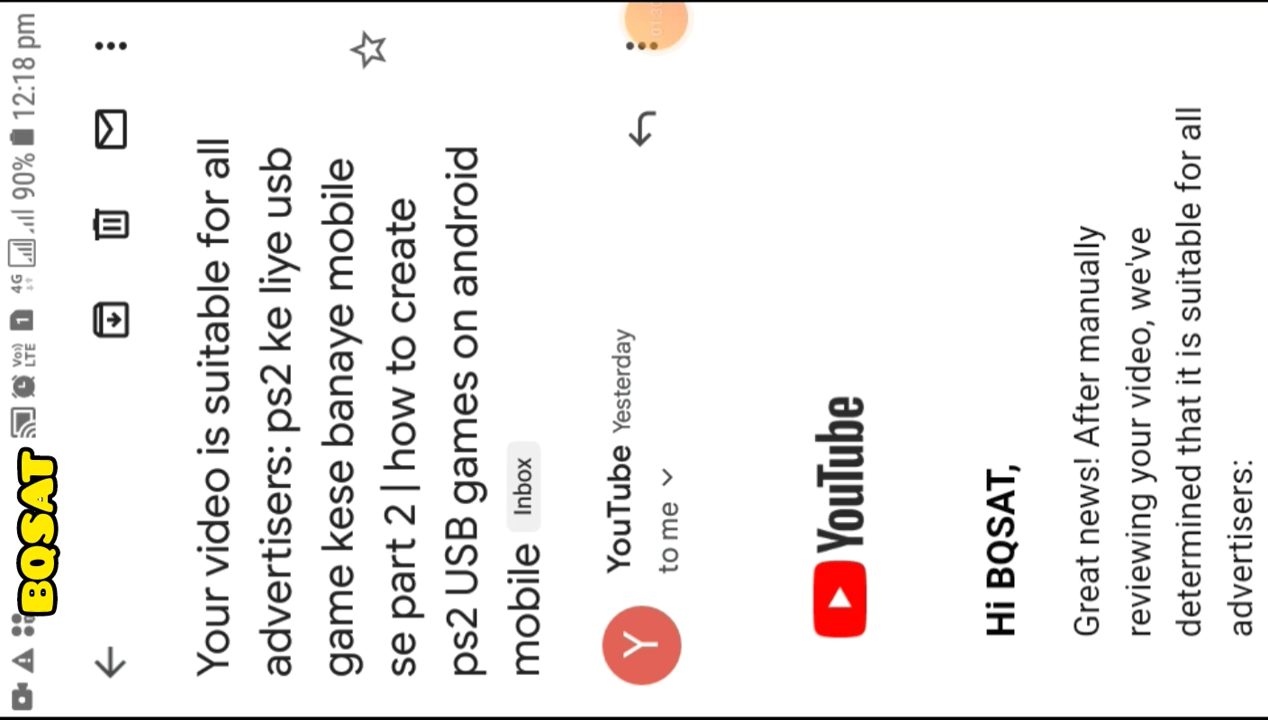 BQSAT
Vo)) LTE 1 4G 90% 12:18 pm
Your video is suitable for all
advertisers: ps2 ke liye usb
game kese banaye mobile
se part 2 | how to create
ps2 USB games on android
mobile Inbox
Y
YouTube Yesterday
to me
YouTube
Hi BQSAT,
Great news! After manually
reviewing your video, we've
determined that it is suitable for all
advertisers: